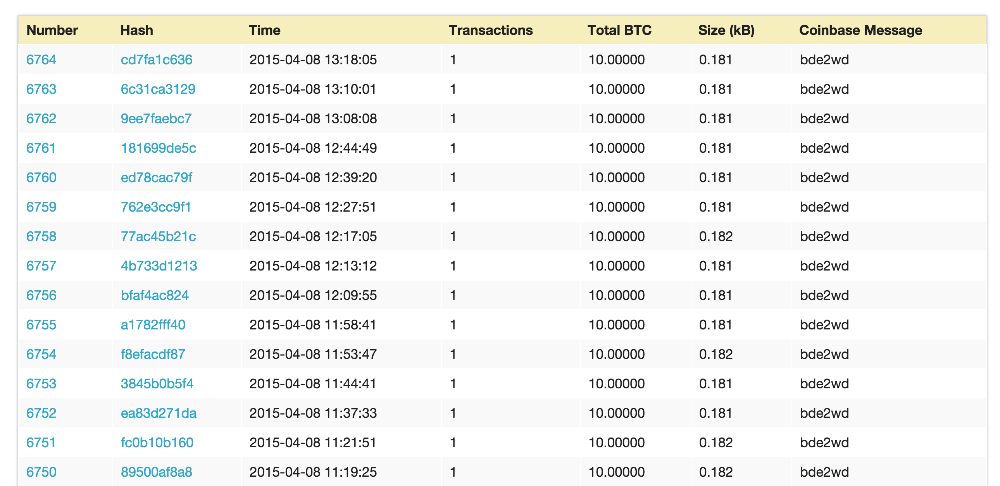 Number Hash Time Transactions Total BTC Size (kB) Coinbase Message
6764 cd7fa1c636 2015-04-08 13:18:05 1 10.00000 0.181 bde2wd
6763 6c31ca3129 2015-04-08 13:10:01 1 10.00000 0.181 bde2wd
6762 9ee7faebc7 2015-04-08 13:08:08 1 10.00000 0.181 bde2wd
6761 181699de5c 2015-04-08 12:44:49 1 10.00000 0.181 bde2wd
6760 ed78cac79f 2015-04-08 12:39:20 1 10.00000 0.181 bde2wd
6759 762e3cc9f1 2015-04-08 12:27:51 1 10.00000 0.181 bde2wd
6758 77ac45b21c 2015-04-08 12:17:05 1 10.00000 0.182 bde2wd
6757 4b733d1213 2015-04-08 12:13:12 1 10.00000 0.181 bde2wd
6756 bfaf4ac824 2015-04-08 12:09:55 1 10.00000 0.181 bde2wd
6755 a1782fff40 2015-04-08 11:58:41 1 10.00000 0.181 bde2wd
6754 f8efacdf87 2015-04-08 11:53:47 1 10.00000 0.182 bde2wd
6753 3845b0b5f4 2015-04-08 11:44:41 1 10.00000 0.181 bde2wd
6752 ea83d271da 2015-04-08 11:37:33 1 10.00000 0.181 bde2wd
6751 fc0b10b160 2015-04-08 11:21:51 1 10.00000 0.182 bde2wd
6750 89500af8a8 2015-04-08 11:19:25 1 10.00000 0.182 bde2wd